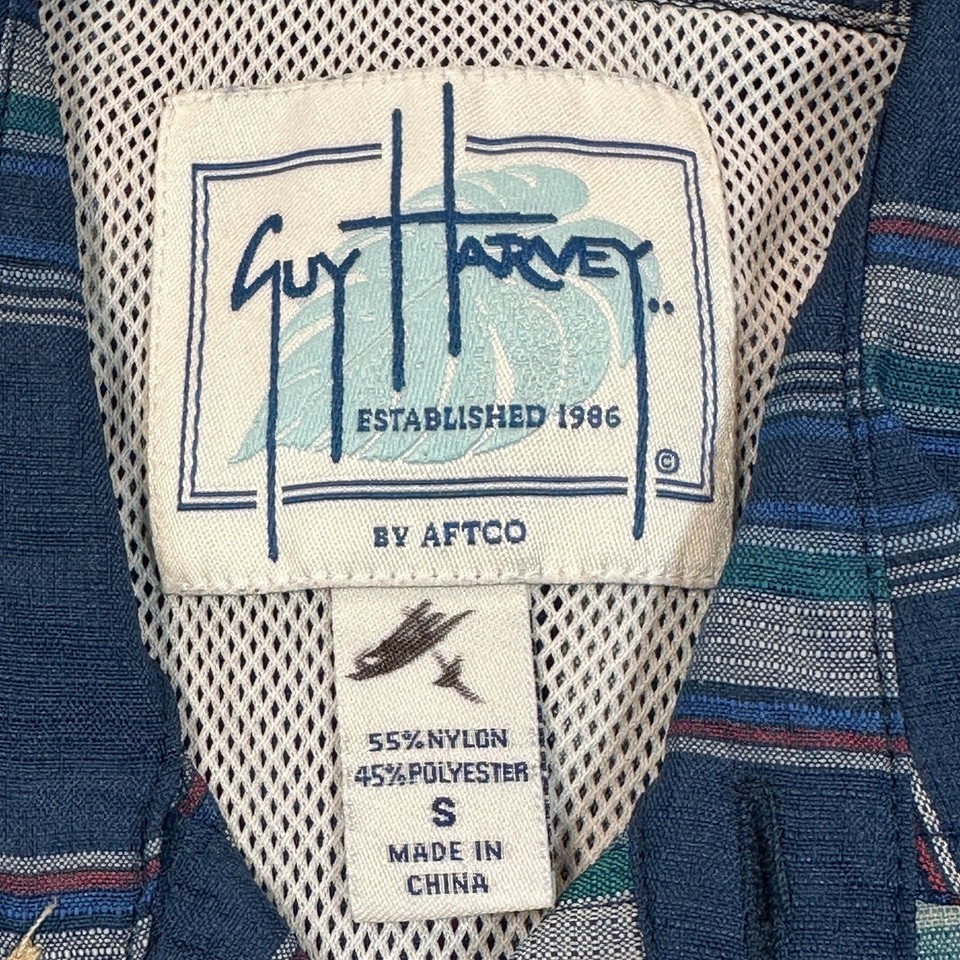 GUY HARVEY
ESTABLISHED 1986
©
BY AFTCO
55% NYLON
45% POLYESTER
S
MADE IN
CHINA